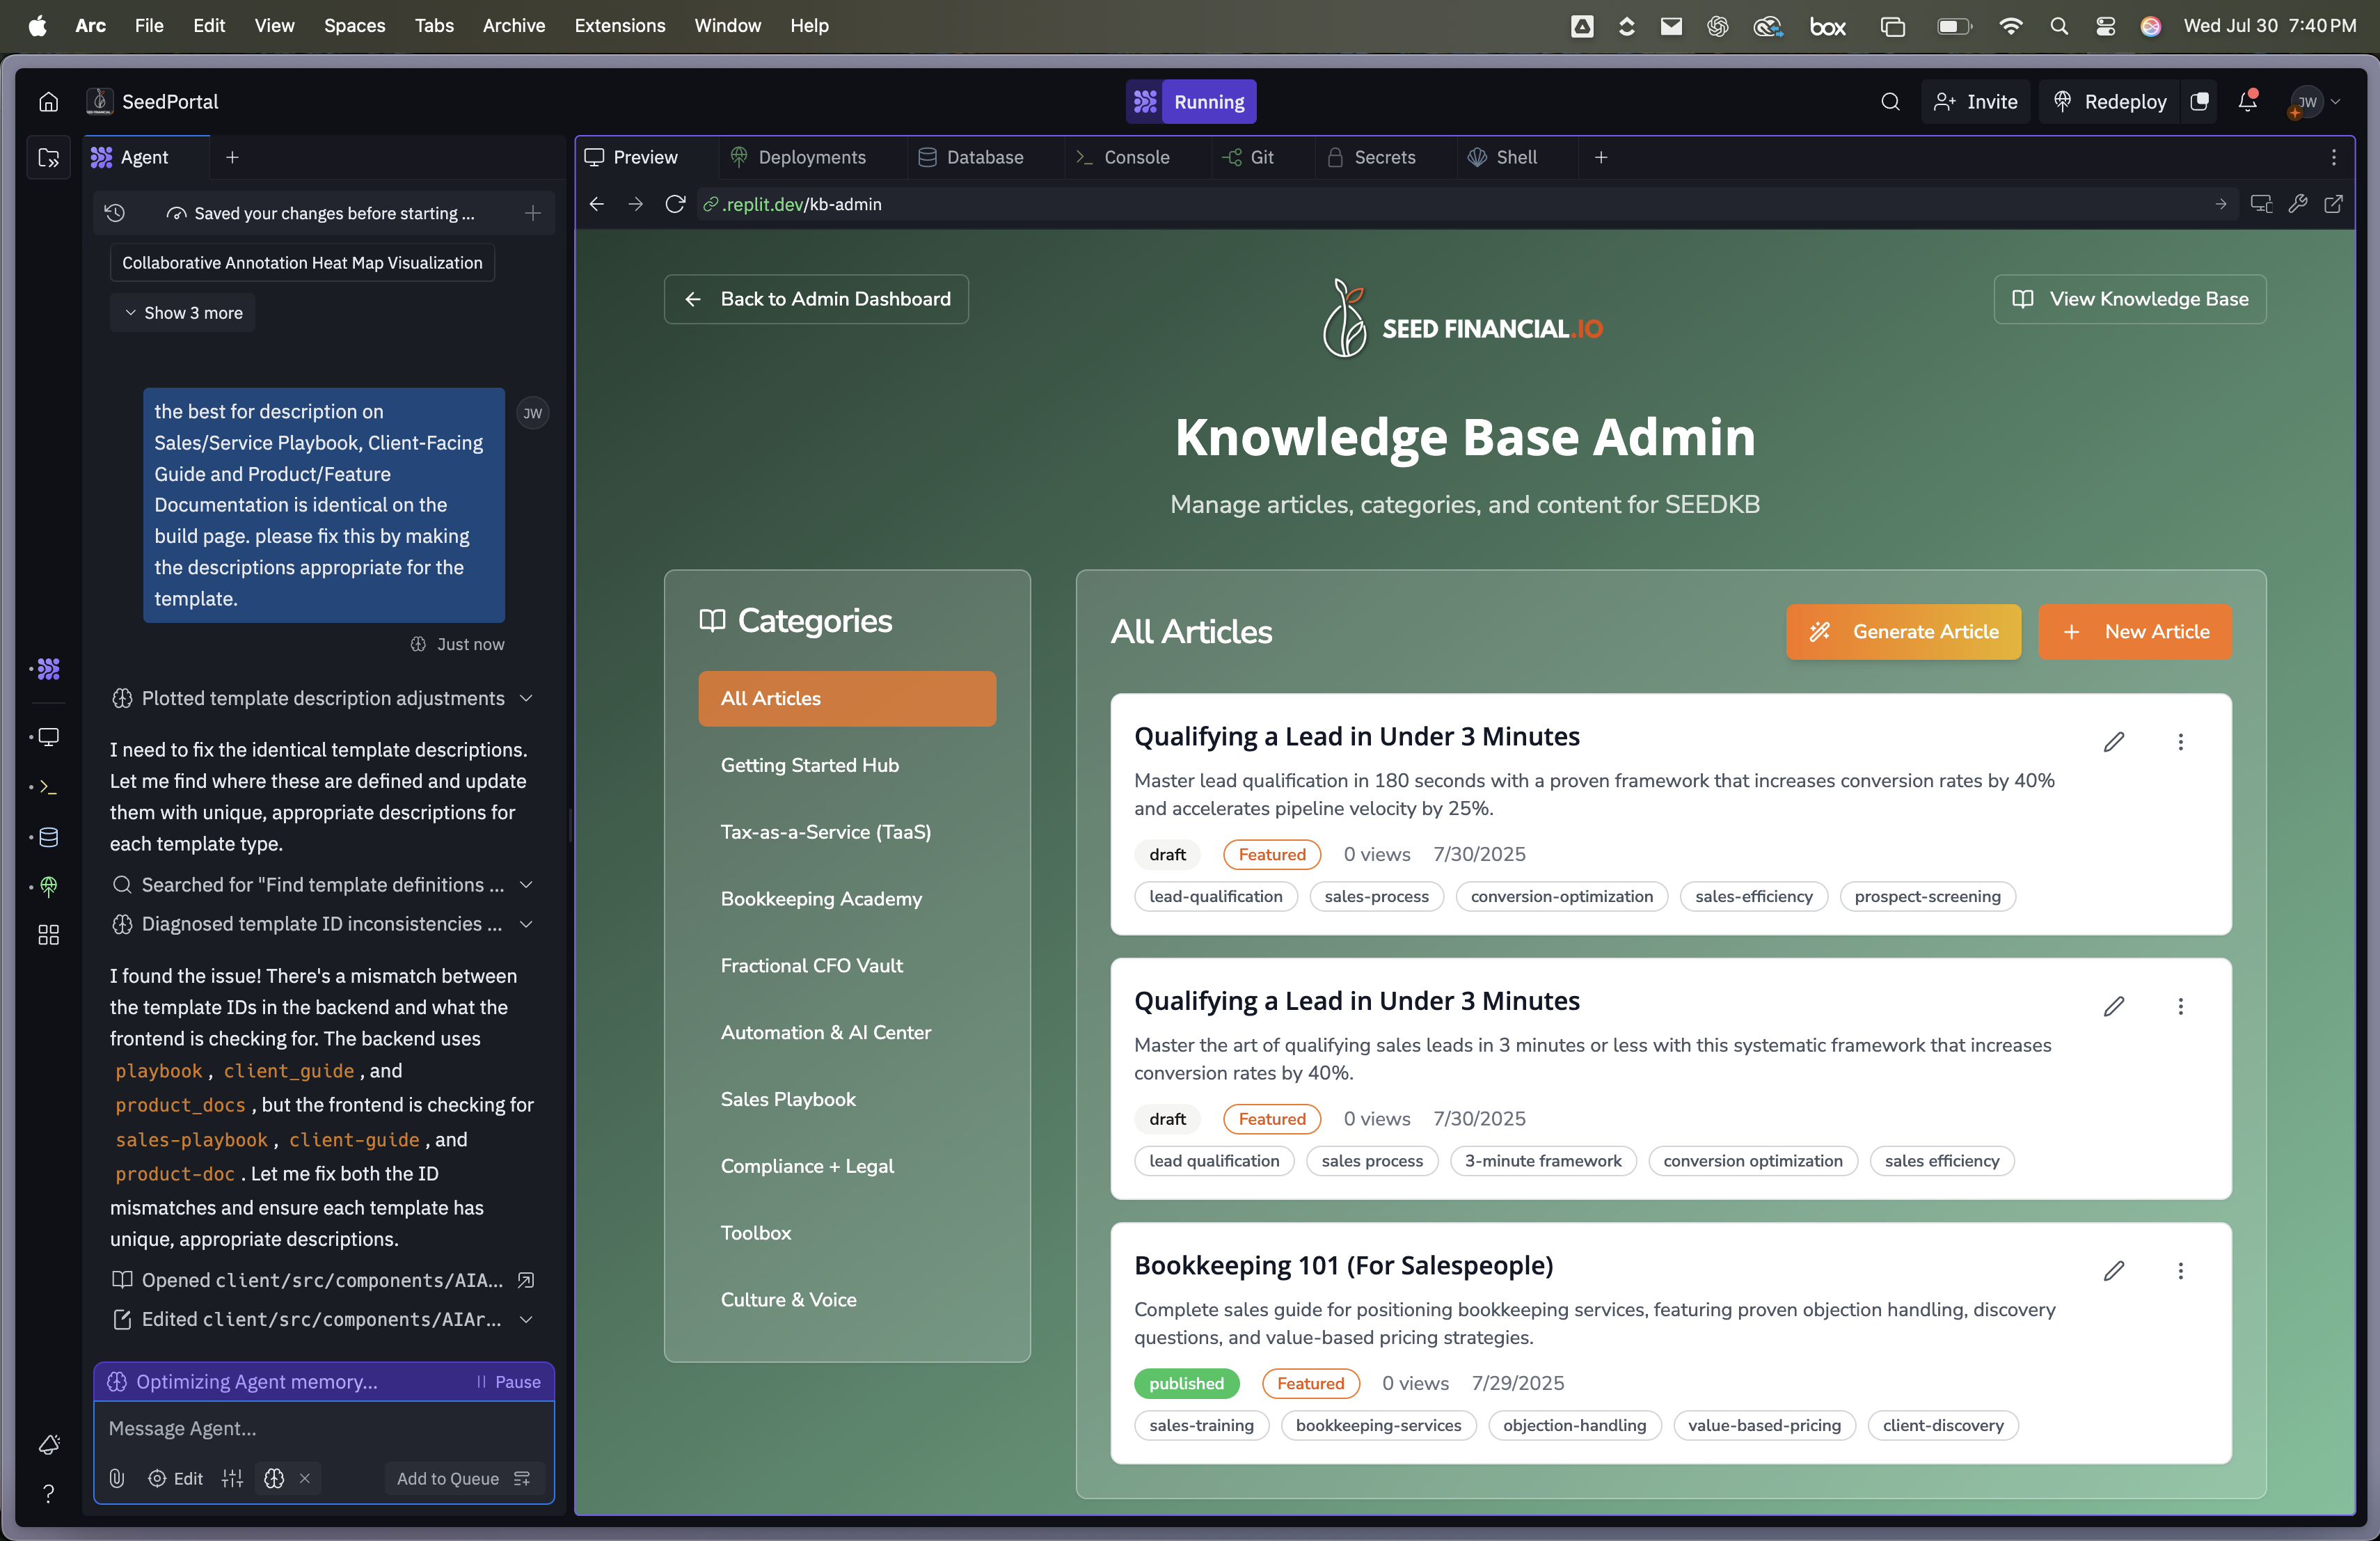 Arc File Edit View Spaces Tabs Archive Extensions Window Help
box
Wed Jul 30 7:40 PM
SeedPortal
Running
Invite
Redeploy
JW
Agent
Saved your changes before starting ...
Collaborative Annotation Heat Map Visualization
Show 3 more
the best for description on
Sales/Service Playbook, Client-Facing
Guide and Product/Feature
Documentation is identical on the
build page. please fix this by making
the descriptions appropriate for the
template.
JW
Just now
Plotted template description adjustments
I need to fix the identical template descriptions.
Let me find where these are defined and update
them with unique, appropriate descriptions for
each template type.
Searched for "Find template definitions ...
Diagnosed template ID inconsistencies ...
I found the issue! There's a mismatch between
the template IDs in the backend and what the
frontend is checking for. The backend uses
playbook , client_guide , and
product_docs , but the frontend is checking for
sales-playbook , client-guide , and
product-doc . Let me fix both the ID
mismatches and ensure each template has
unique, appropriate descriptions.
Opened client/src/components/AIA...
Edited client/src/components/AIAr...
Optimizing Agent memory...
Pause
Message Agent...
Edit
Add to Queue
Preview
Deployments
Database
Console
Git
Secrets
Shell
.replit.dev/kb-admin
Back to Admin Dashboard
SEED FINANCIAL.IO
View Knowledge Base
Knowledge Base Admin
Manage articles, categories, and content for SEEDKB
Categories
All Articles
Getting Started Hub
Tax-as-a-Service (TaaS)
Bookkeeping Academy
Fractional CFO Vault
Automation & AI Center
Sales Playbook
Compliance + Legal
Toolbox
Culture & Voice
All Articles
Generate Article
New Article
Qualifying a Lead in Under 3 Minutes
Master lead qualification in 180 seconds with a proven framework that increases conversion rates by 40%
and accelerates pipeline velocity by 25%.
draft Featured 0 views 7/30/2025
lead-qualification sales-process conversion-optimization sales-efficiency prospect-screening
Qualifying a Lead in Under 3 Minutes
Master the art of qualifying sales leads in 3 minutes or less with this systematic framework that increases
conversion rates by 40%.
draft Featured 0 views 7/30/2025
lead qualification sales process 3-minute framework conversion optimization sales efficiency
Bookkeeping 101 (For Salespeople)
Complete sales guide for positioning bookkeeping services, featuring proven objection handling, discovery
questions, and value-based pricing strategies.
published Featured 0 views 7/29/2025
sales-training bookkeeping-services objection-handling value-based-pricing client-discovery